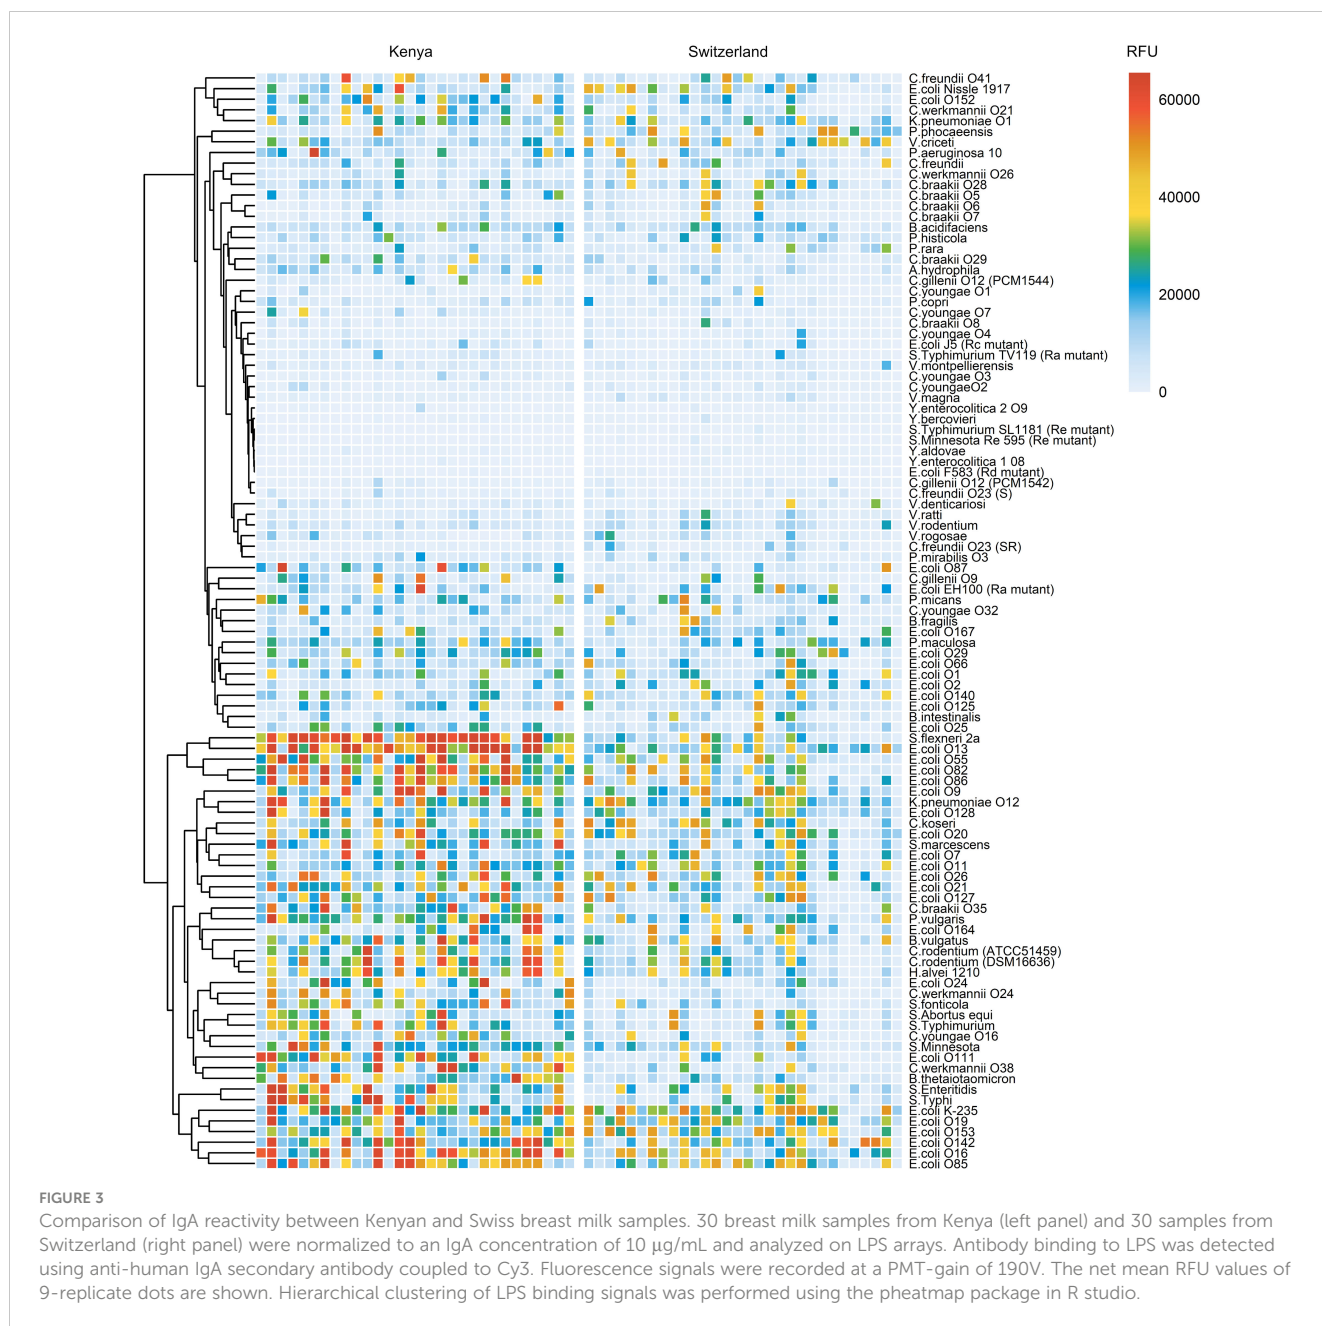 Kenya
Switzerland
RFU
C.freundii O41
E.coli Nissle 1917
E.coli O152
C.werkmannii O21
K.pneumoniae O1
P.phocaeensis
V.criceti
P.aeruginosa 10
C.freundii
C.werkmannii O26
C.braakii O28
C.braakii O5
C.braakii O6
C.braakii O7
B.acidifaciens
P.histicola
P.rara
C.braakii O29
A.hydrophila
C.gillenii O12 (PCM1544)
C.youngae O1
P.copri
C.youngae O7
C.braakii O8
C.youngae O4
E.coli J5 (Rc mutant)
S.Typhimurium TV119 (Ra mutant)
V.montpellierensis
C.youngae O3
C.youngaeO2
V.magna
Y.enterocolitica 2 O9
Y.bercovieri
S.Typhimurium SL1181 (Re mutant)
S.Minnesota Re 595 (Re mutant)
Y.aldovae
Y.enterocolitica 1 08
E.coli F583 (Rd mutant)
C.gillenii O12 (PCM1542)
C.freundii O23 (S)
V.denticariosi
V.ratti
V.rodentium
V.rogosae
C.freundii O23 (SR)
P.mirabilis O3
E.coli O87
C.gillenii O9
E.coli EH100 (Ra mutant)
P.micans
C.youngae O32
B.fragilis
E.coli O167
P.maculosa
E.coli O29
E.coli O66
E.coli O1
E.coli O2
E.coli O140
E.coli O125
B.intestinalis
E.coli O25
S.flexneri 2a
E.coli O13
E.coli O55
E.coli O82
E.coli O86
E.coli O9
K.pneumoniae O12
E.coli O128
C.koseri
E.coli O20
S.marcescens
E.coli O7
E.coli O11
E.coli O26
E.coli O21
E.coli O127
C.braakii O35
P.vulgaris
E.coli O164
B.vulgatus
C.rodentium (ATCC51459)
C.rodentium (DSM16636)
H.alvei 1210
E.coli O24
C.werkmannii O24
S.fonticola
S.Abortus equi
S.Typhimurium
C.youngae O16
S.Minnesota
E.coli O111
C.werkmannii O38
B.thetaiotaomicron
S.Enteritidis
S.Typhi
E.coli K-235
E.coli O19
E.coli O153
E.coli O142
E.coli O16
E.coli O85
60000
40000
20000
0
FIGURE 3
Comparison of IgA reactivity between Kenyan and Swiss breast milk samples. 30 breast milk samples from Kenya (left panel) and 30 samples from
Switzerland (right panel) were normalized to an IgA concentration of 10 μg/mL and analyzed on LPS arrays. Antibody binding to LPS was detected
using anti-human IgA secondary antibody coupled to Cy3. Fluorescence signals were recorded at a PMT-gain of 190V. The net mean RFU values of
9-replicate dots are shown. Hierarchical clustering of LPS binding signals was performed using the pheatmap package in R studio.